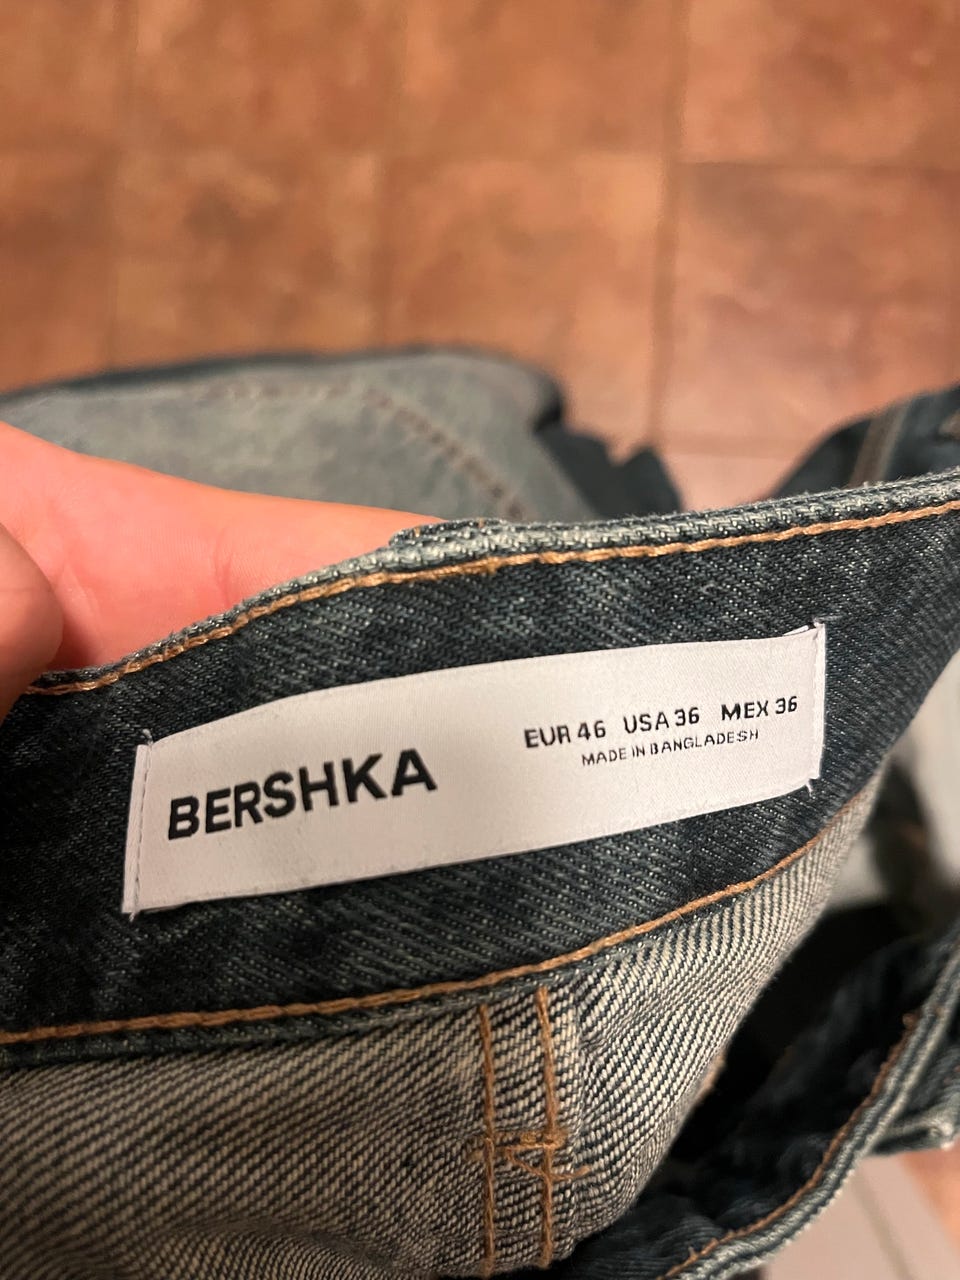 BERSHKA
EUR 46 USA 36 MEX 36
MADE IN BANGLADESH